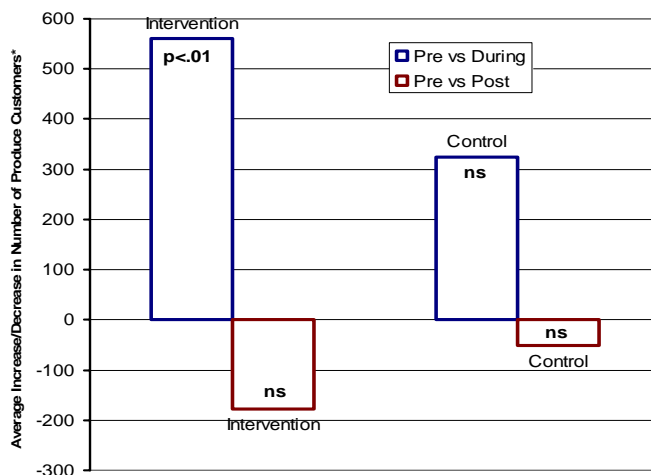 Average Increase/Decrease in Number of Produce Customers*
600
500
400
300
200
100
0
-100
-200
-300
Intervention
p<.01
Pre vs During
Pre vs Post
Control
ns
ns
Intervention
ns
Control